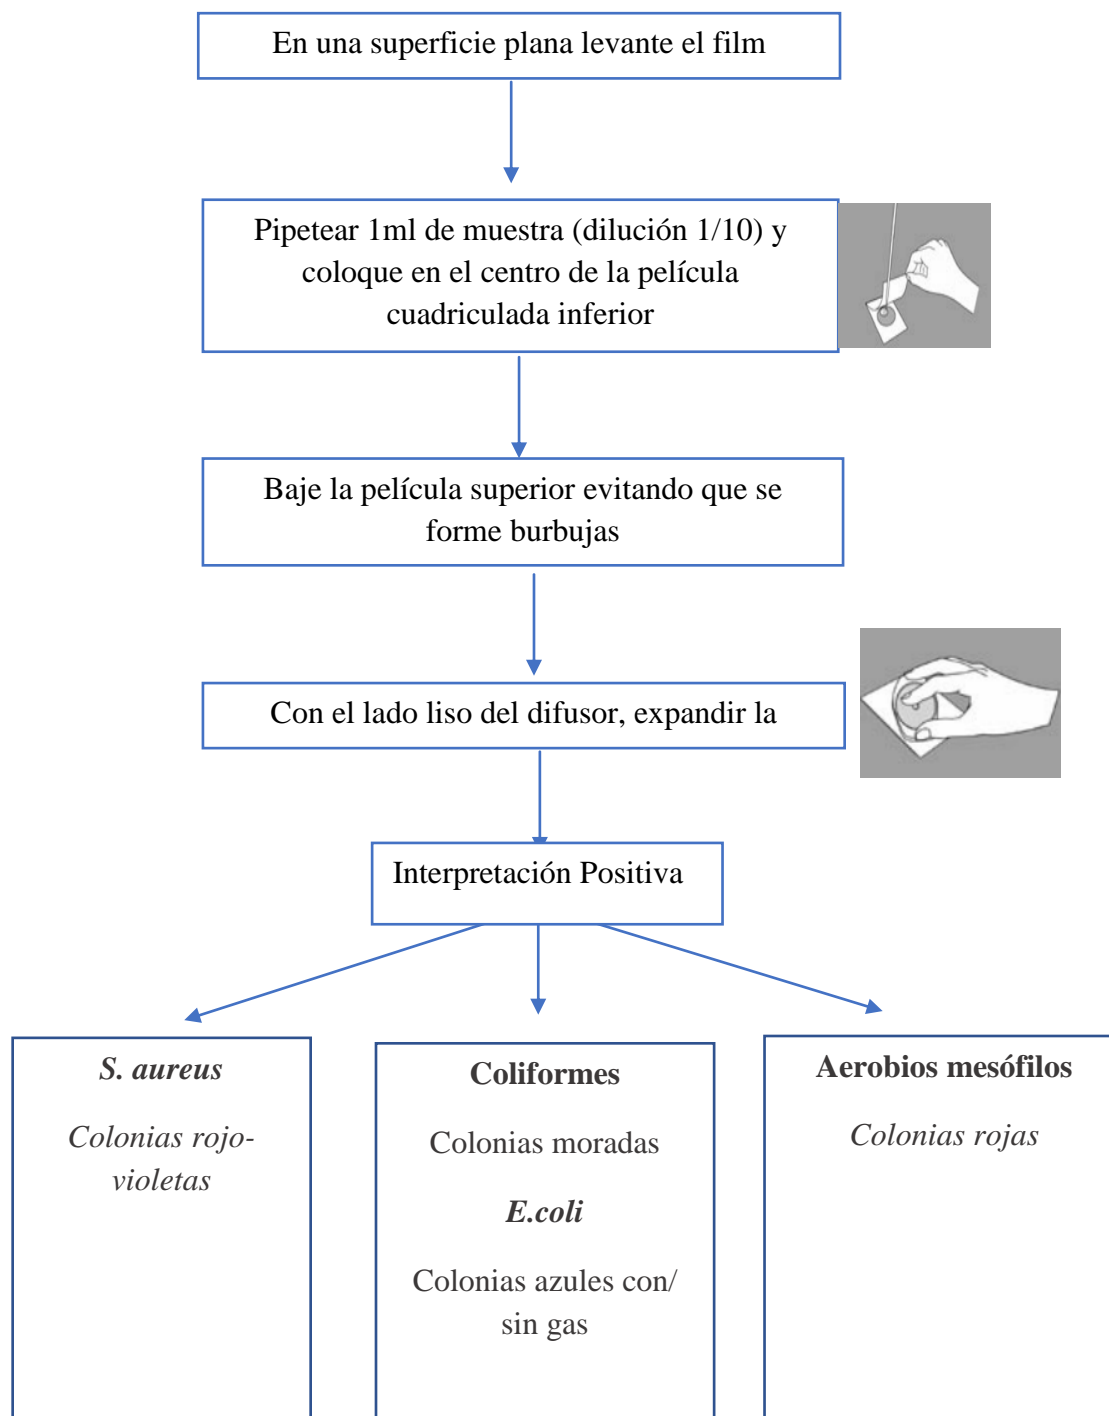 En una superficie plana levante el film
Pipetear 1ml de muestra (dilución 1/10) y
coloque en el centro de la película
cuadriculada inferior
Baje la película superior evitando que se
forme burbujas
Con el lado liso del difusor, expandir la
Interpretación Positiva
S. aureus
Colonias rojo-
violetas
Coliformes
Colonias moradas
E.coli
Colonias azules con/
sin gas
Aerobios mesófilos
Colonias rojas